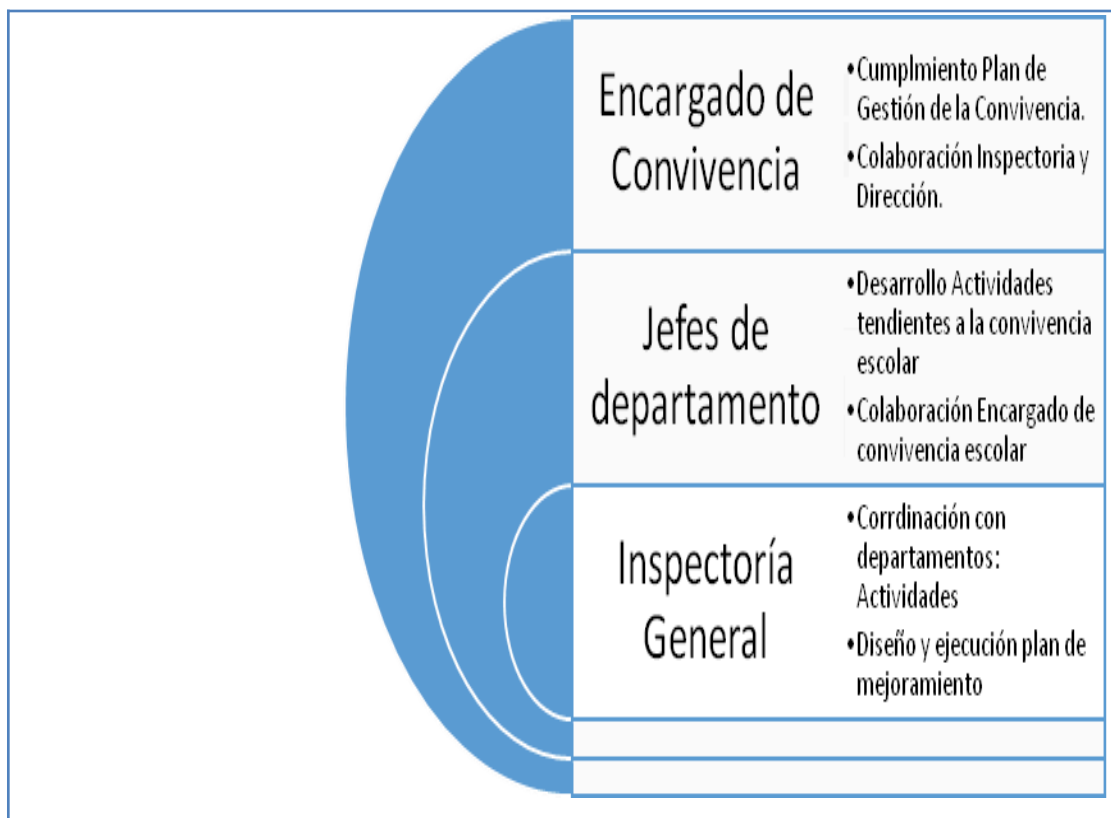 Encargado de
Convivencia
•Cumplmiento Plan de
Gestión de la Convivencia.
•Colaboración Inspectoria y
Dirección.
Jefes de
departamento
•Desarrollo Actividades
tendientes a la convivencia
escolar
•Colaboración Encargado de
convivencia escolar
Inspectoría
General
•Corrdinación con
departamentos:
Actividades
•Diseño y ejecución plan de
mejoramiento